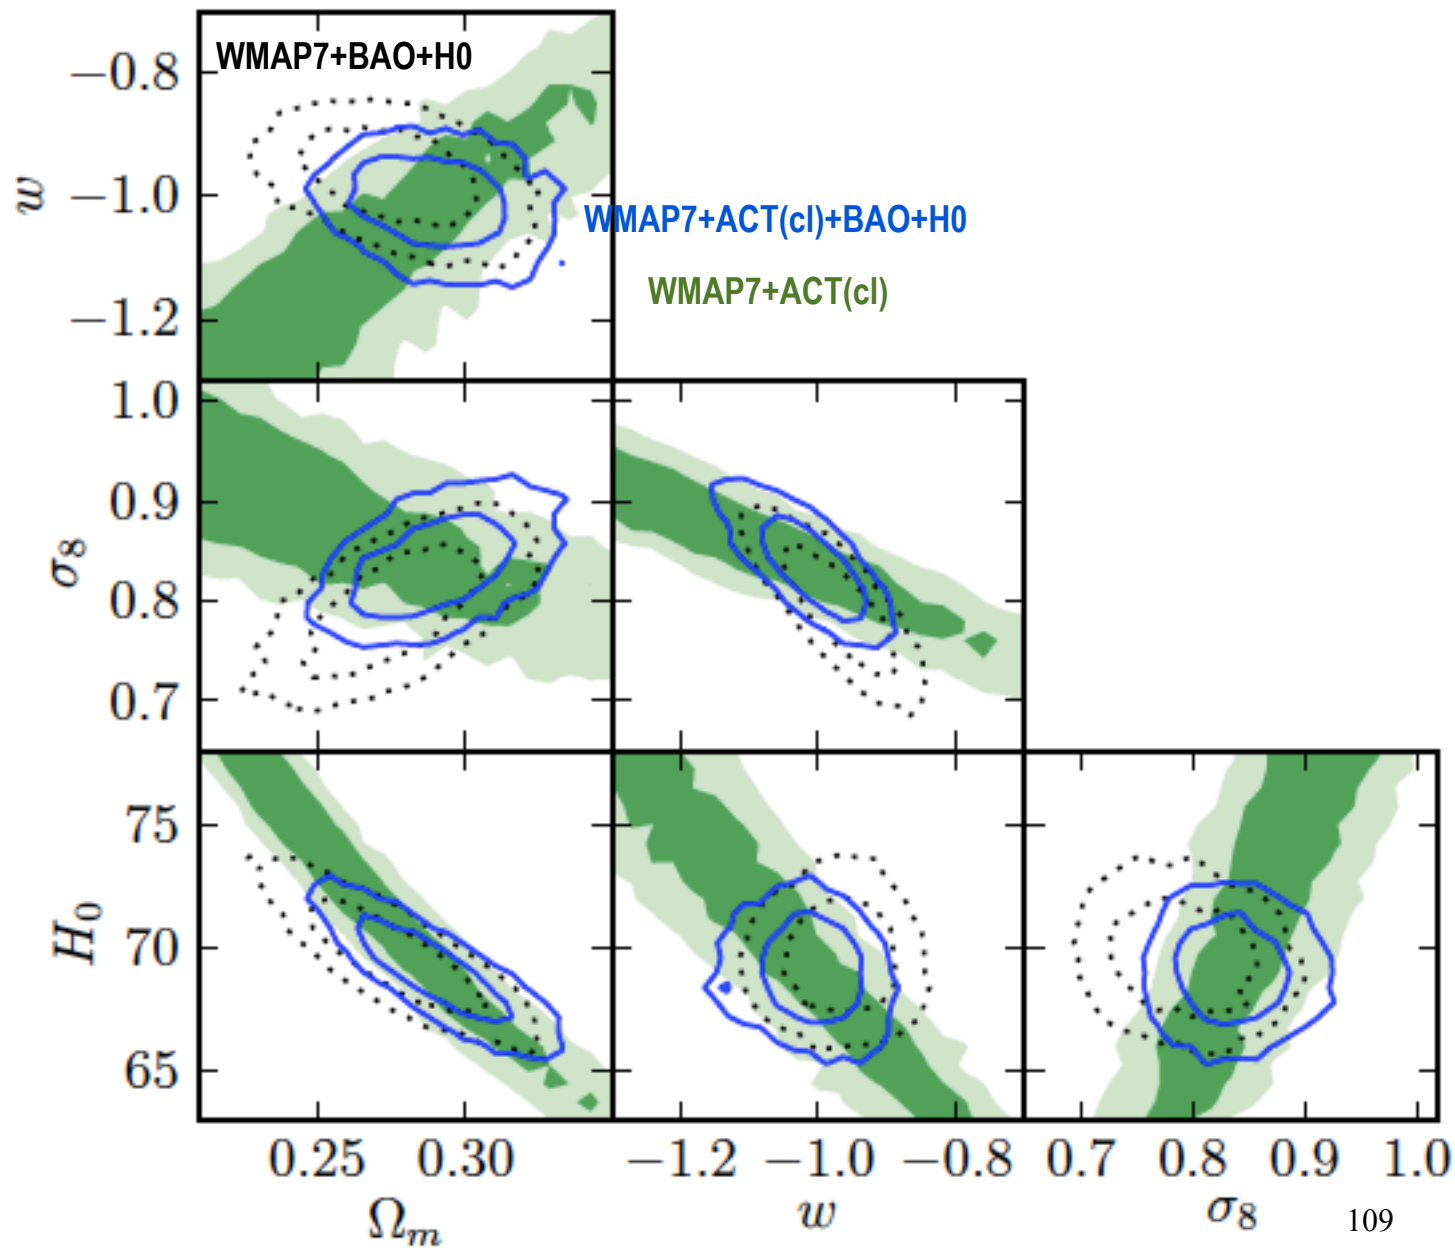 WMAP7+BAO+H0
−0.8
w
−1.0
−1.2
WMAP7+ACT(cl)+BAO+H0
WMAP7+ACT(cl)
1.0
0.9
σ8
0.8
0.7
75
H0
70
65
0.25 0.30 −1.2 −1.0 −0.8 0.7 0.8 0.9 1.0
Ωm w σ8 109